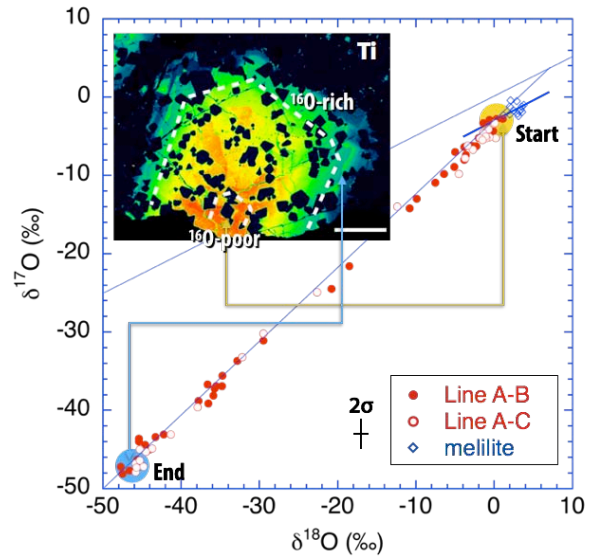 10
0
-10
-20
-30
-40
-50
δ¹⁷O (‰)
Ti
¹⁶O-rich
¹⁶O-poor
Start
End
2σ
Line A-B
Line A-C
melilite
-50 -40 -30 -20 -10 0 10
δ¹⁸O (‰)